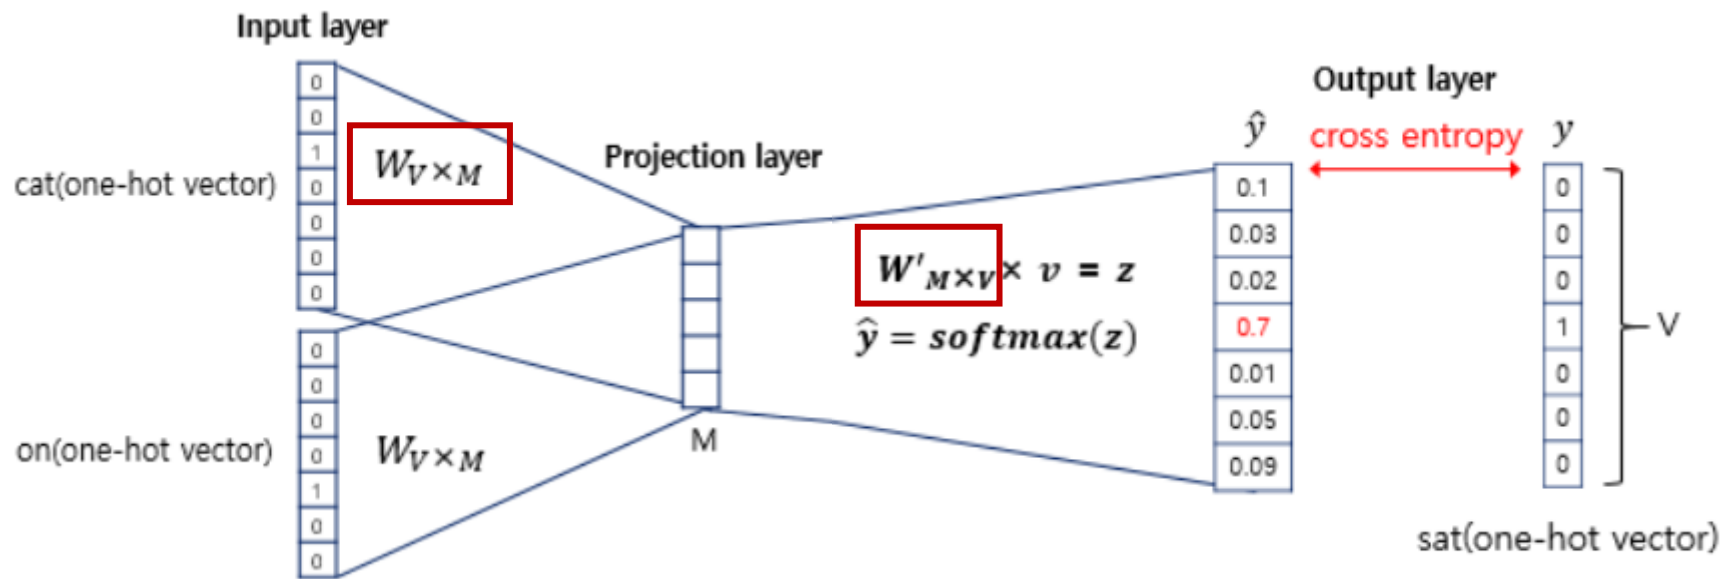 Input layer
0
0
1
0
0
0
0
cat(one-hot vector)
W_{V×M}
0
0
0
0
1
0
0
on(one-hot vector)
W_{V×M}
Projection layer
M
W'_{M×V} × v = z
ŷ = softmax(z)
Output layer
ŷ
cross entropy
y
0.1
0.03
0.02
0.7
0.01
0.05
0.09
0
0
0
1
0
0
0
V
sat(one-hot vector)